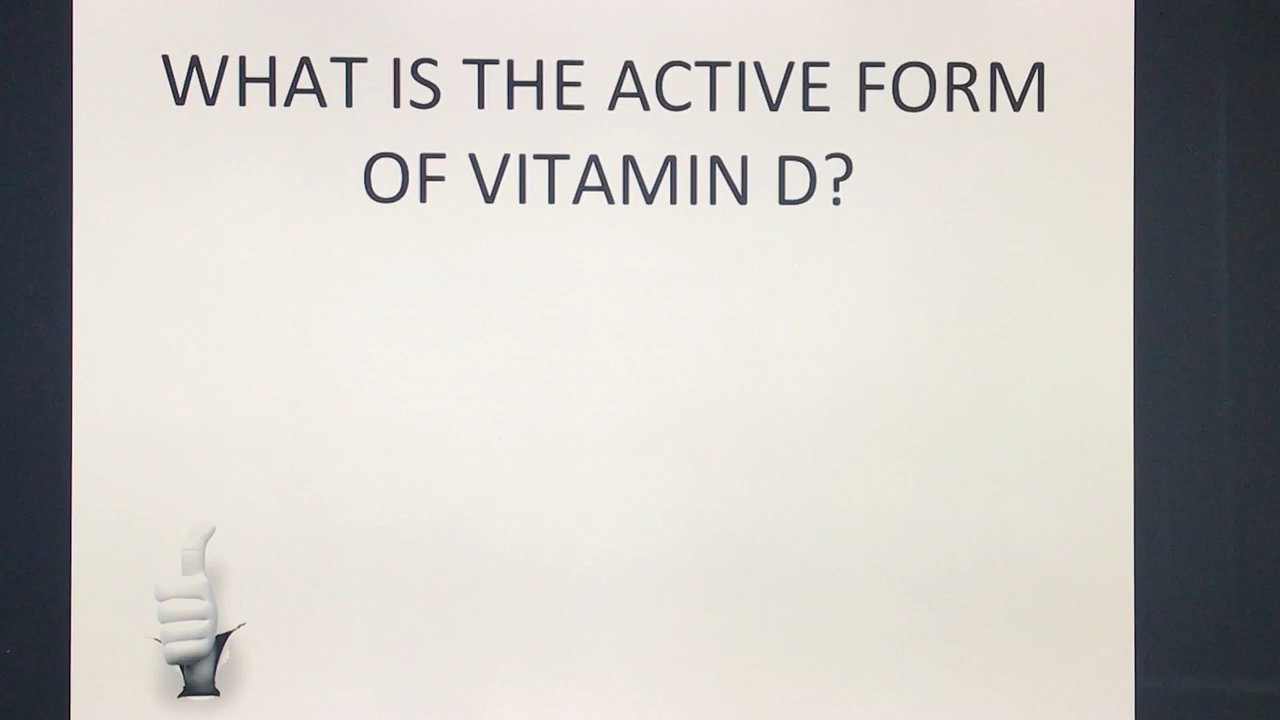 WHAT IS THE ACTIVE FORM
OF VITAMIN D?